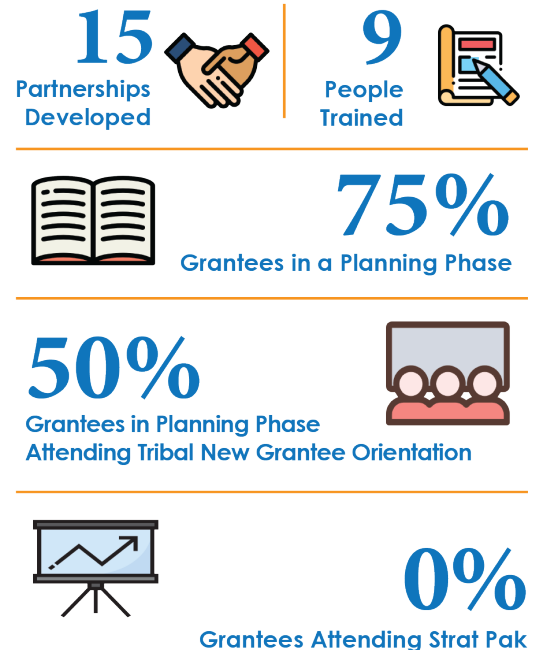 15
Partnerships
Developed
9
People
Trained
75%
Grantees in a Planning Phase
50%
Grantees in Planning Phase
Attending Tribal New Grantee Orientation
0%
Grantees Attending Strat Pak